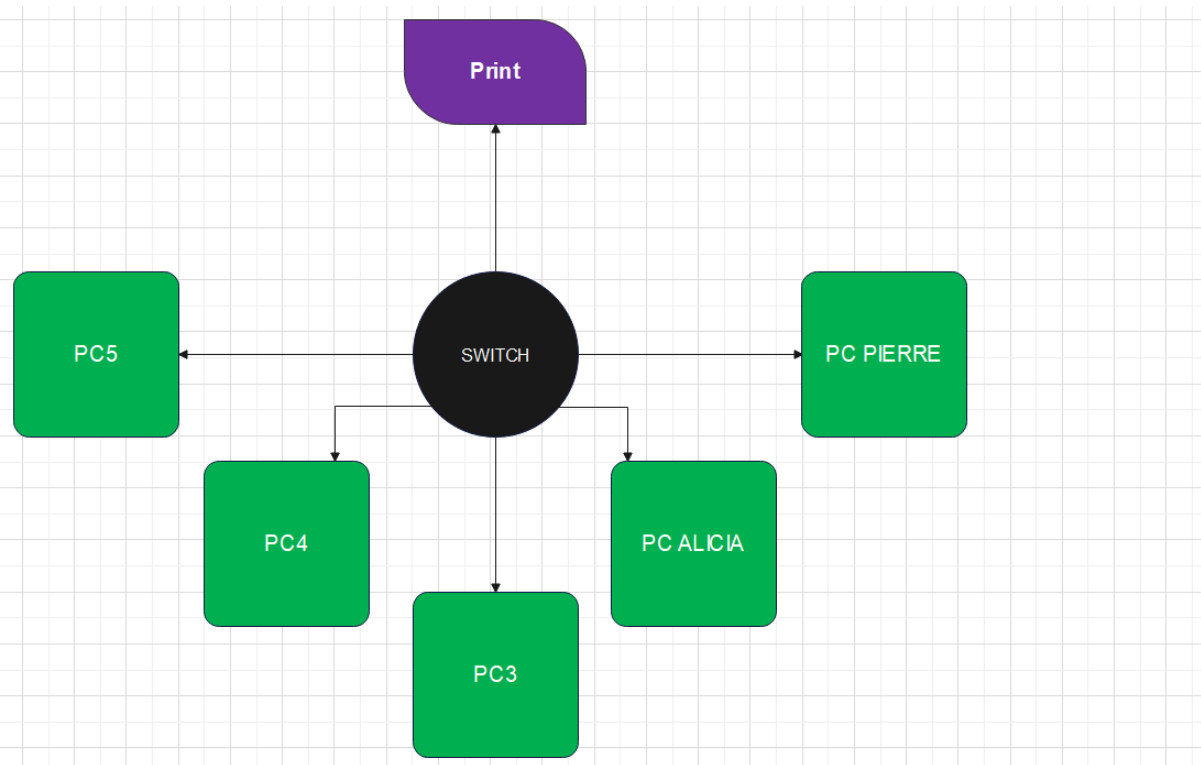 Print
PC5
SWITCH
PC PIERRE
PC4
PC ALICIA
PC3